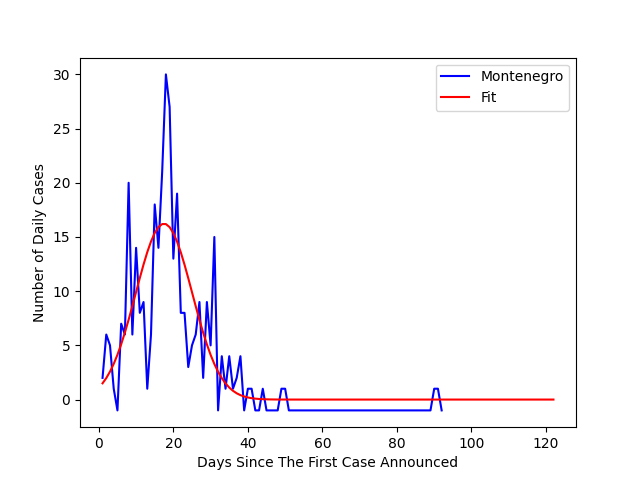 Montenegro
Fit
Number of Daily Cases
30
25
20
15
10
5
0
0 20 40 60 80 100 120
Days Since The First Case Announced